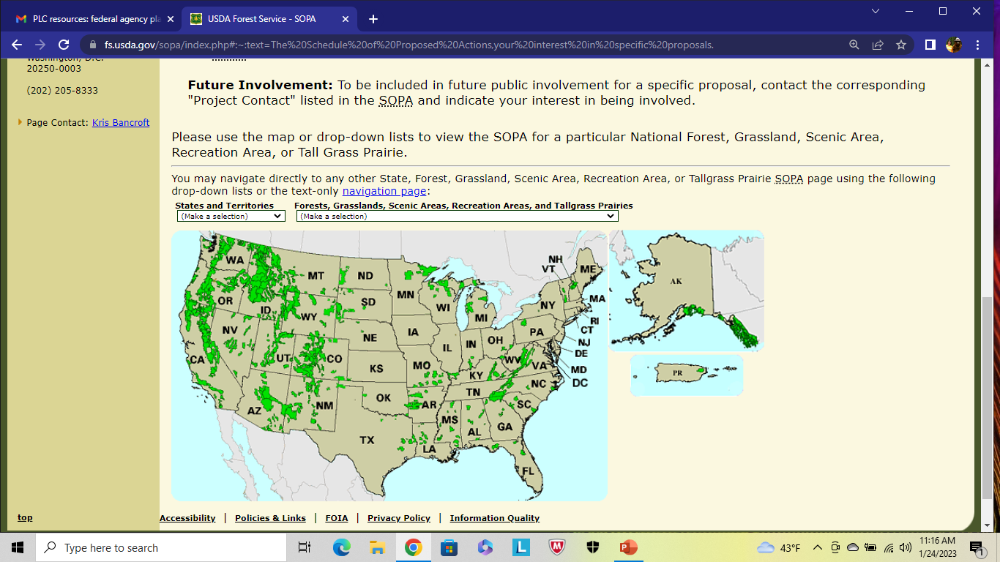 PLC resources: federal agency pla
USDA Forest Service - SOPA
fs.usda.gov/sopa/index.php#:~:text=The%20Schedule%20of%20Proposed%20Actions,your%20interest%20in%20specific%20proposals.
Washington, D.C.
20250-0003
(202) 205-8333
Page Contact: Kris Bancroft
Future Involvement: To be included in future public involvement for a specific proposal, contact the corresponding
"Project Contact" listed in the SOPA and indicate your interest in being involved.
Please use the map or drop-down lists to view the SOPA for a particular National Forest, Grassland, Scenic Area,
Recreation Area, or Tall Grass Prairie.
You may navigate directly to any other State, Forest, Grassland, Scenic Area, Recreation Area, or Tallgrass Prairie SOPA page using the following
drop-down lists or the text-only navigation page:
States and Territories Forests, Grasslands, Scenic Areas, Recreation Areas, and Tallgrass Prairies
(Make a selection) (Make a selection)
WA
MT
ND
MN
OR
ID
SD
WY
WI
MI
NH
VT
ME
NY
MA
RI
CT
NJ
DE
MD
DC
NV
NE
IA
IL
IN
OH
PA
CA
UT
CO
KS
MO
KY
WV
VA
AZ
NM
OK
AR
TN
NC
SC
MS
AL
GA
TX
LA
FL
AK
PR
top
Accessibility | Policies & Links | FOIA | Privacy Policy | Information Quality
Type here to search
L
43°F
11:16 AM
1/24/2023
1